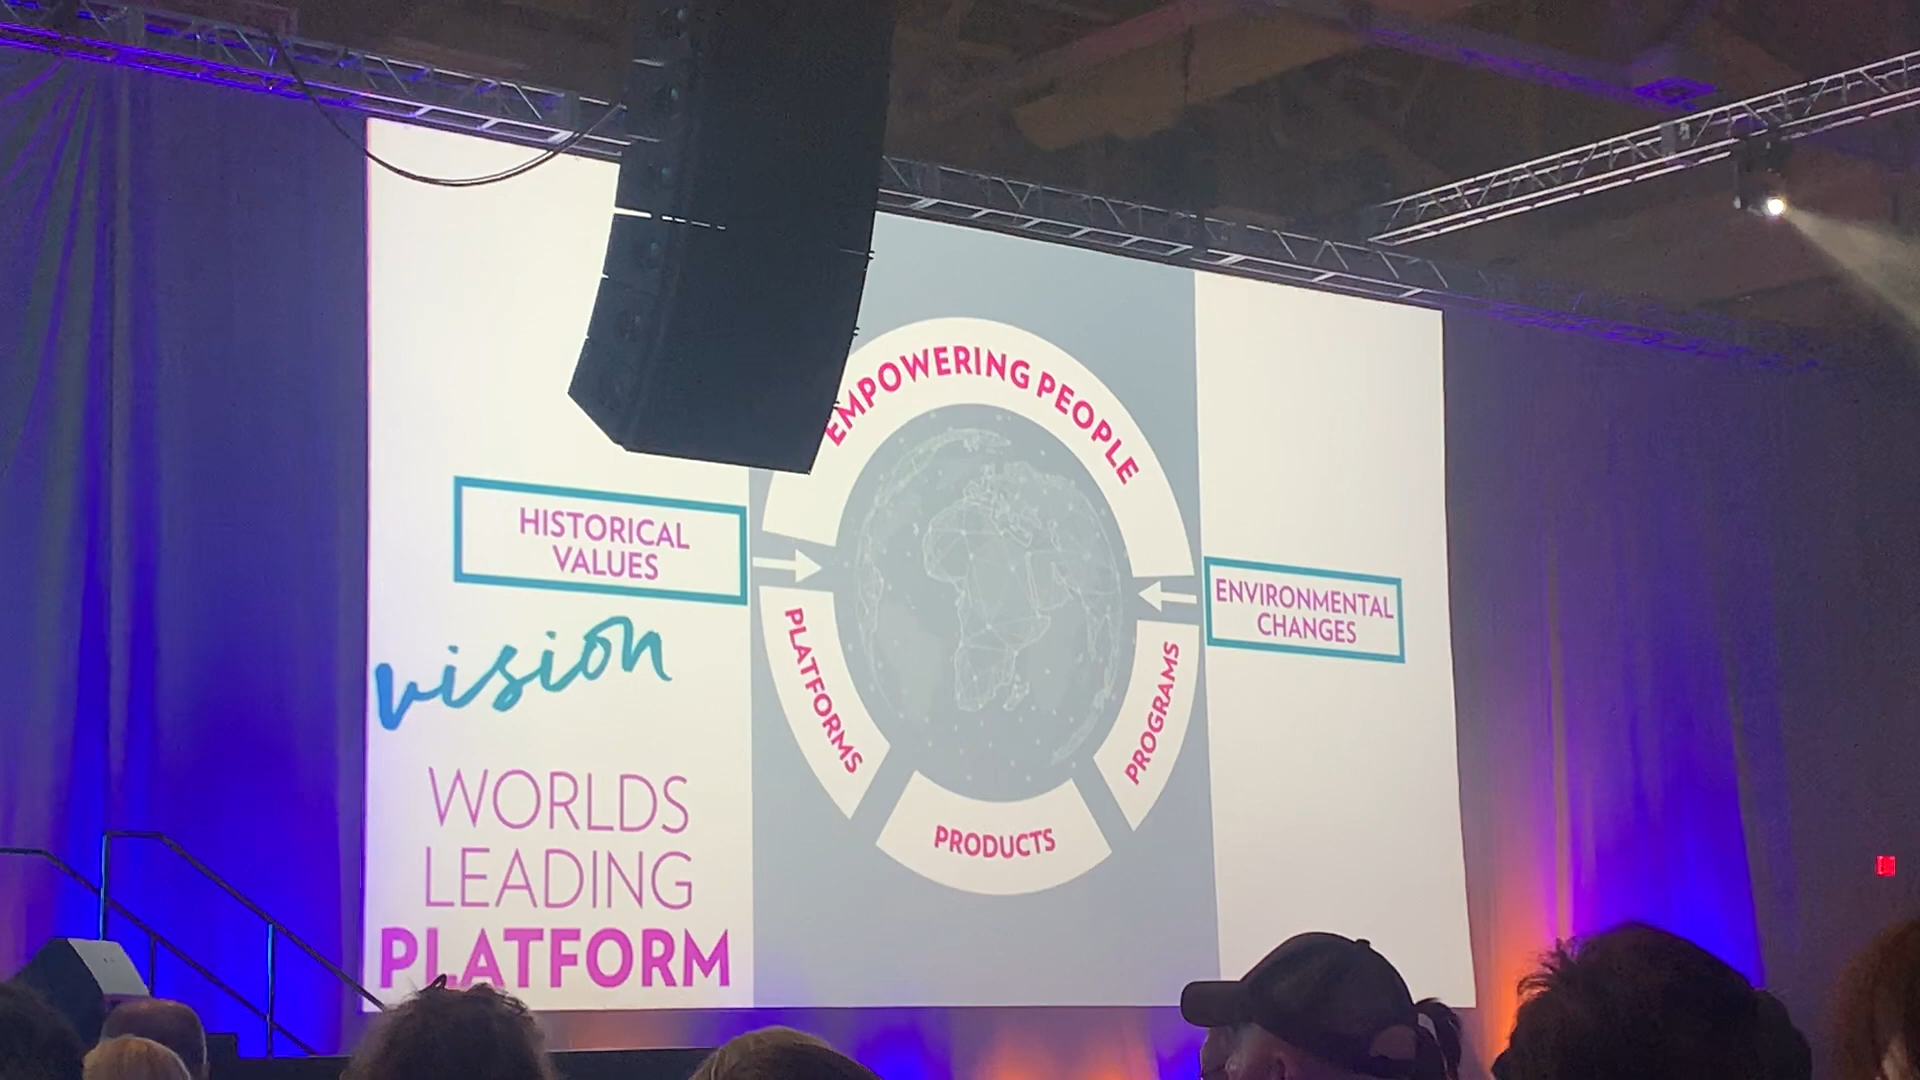 EMPOWERING PEOPLE
HISTORICAL
VALUES
ENVIRONMENTAL
CHANGES
vision
PLATFORMS
PROGRAMS
PRODUCTS
WORLDS
LEADING
PLATFORM